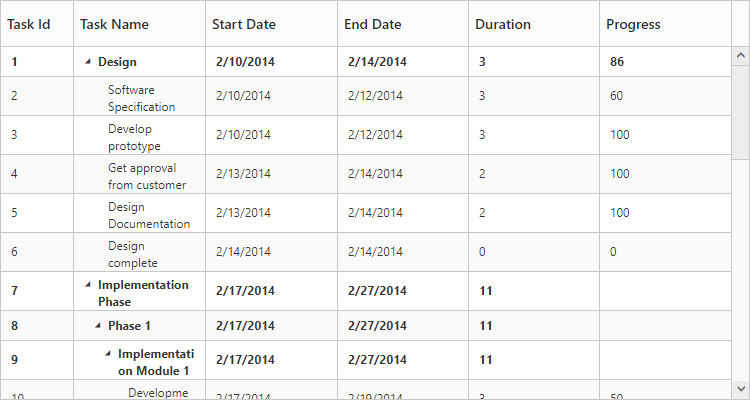 Task Id Task Name Start Date End Date Duration Progress
1 Design 2/10/2014 2/14/2014 3 86
2 Software Specification 2/10/2014 2/12/2014 3 60
3 Develop prototype 2/10/2014 2/12/2014 3 100
4 Get approval from customer 2/13/2014 2/14/2014 2 100
5 Design Documentation 2/13/2014 2/14/2014 2 100
6 Design complete 2/14/2014 2/14/2014 0 0
7 Implementation Phase 2/17/2014 2/27/2014 11
8 Phase 1 2/17/2014 2/27/2014 11
9 Implementati on Module 1 2/17/2014 2/27/2014 11
10 Developme 2/17/2014 2/19/2014 3 50